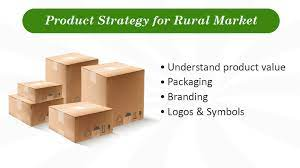 Product Strategy for Rural Market
• Understand product value
• Packaging
• Branding
• Logos & Symbols